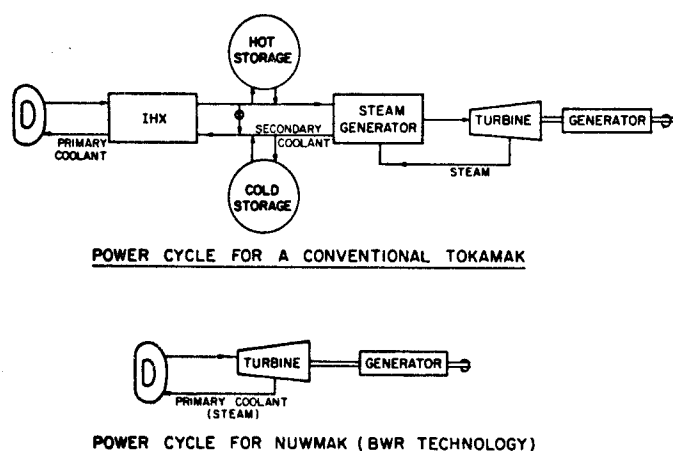 HOT
STORAGE
IHX
STEAM
GENERATOR
TURBINE
GENERATOR
PRIMARY
COOLANT
SECONDARY
COOLANT
STEAM
COLD
STORAGE
POWER CYCLE FOR A CONVENTIONAL TOKAMAK
TURBINE
GENERATOR
PRIMARY COOLANT
(STEAM)
POWER CYCLE FOR NUWMAK (BWR TECHNOLOGY)